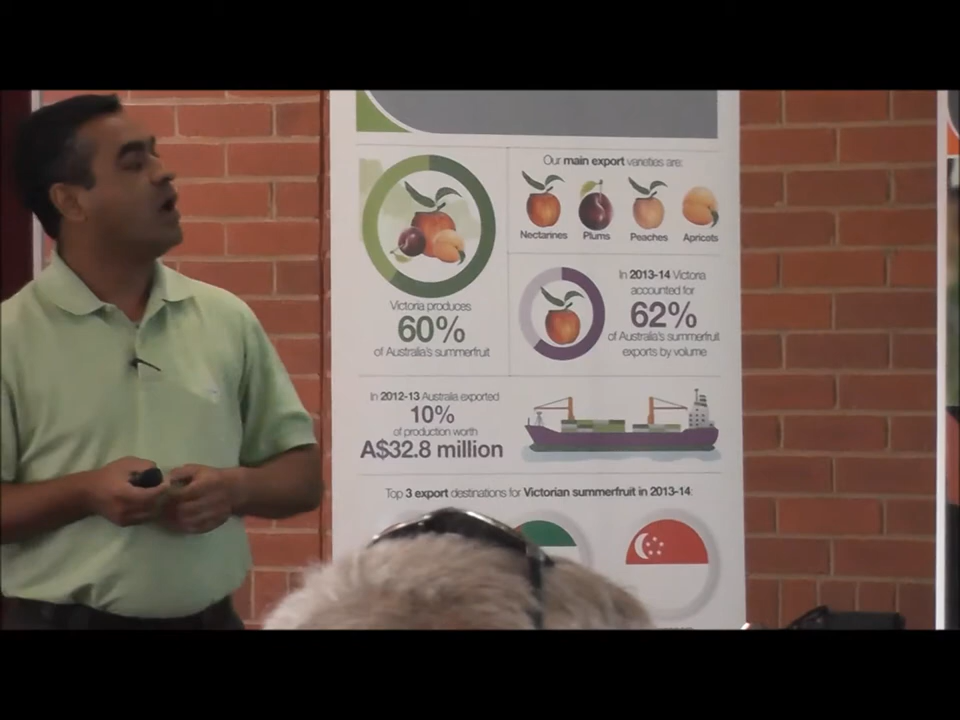 Our main export varieties are:
Nectarines Plums Peaches Apricots
Victoria produces
60%
of Australia's summerfruit
In 2013-14 Victoria
accounted for
62%
of Australia's summerfruit
exports by volume
In 2012-13 Australia exported
10%
of production worth
A$32.8 million
Top 3 export destinations for Victorian summerfruit in 2013-14: